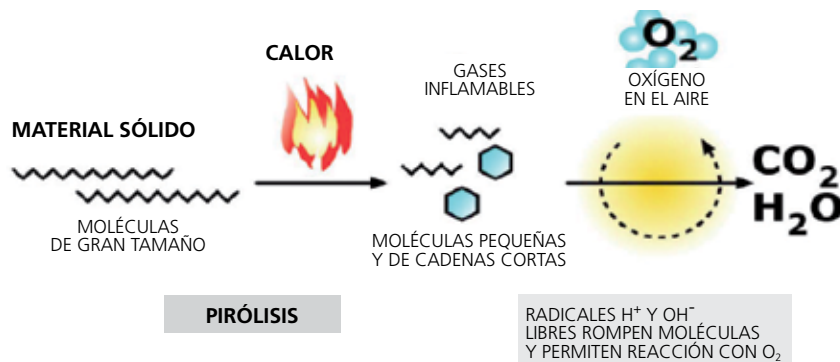 MATERIAL SÓLIDO
MOLÉCULAS
DE GRAN TAMAÑO
CALOR
PIRÓLISIS
GASES
INFLAMABLES
MOLÉCULAS PEQUEÑAS
Y DE CADENAS CORTAS
O₂
OXÍGENO
EN EL AIRE
CO₂
H₂O
RADICALES H⁺ Y OH⁻
LIBRES ROMPEN MOLÉCULAS
Y PERMITEN REACCIÓN CON O₂